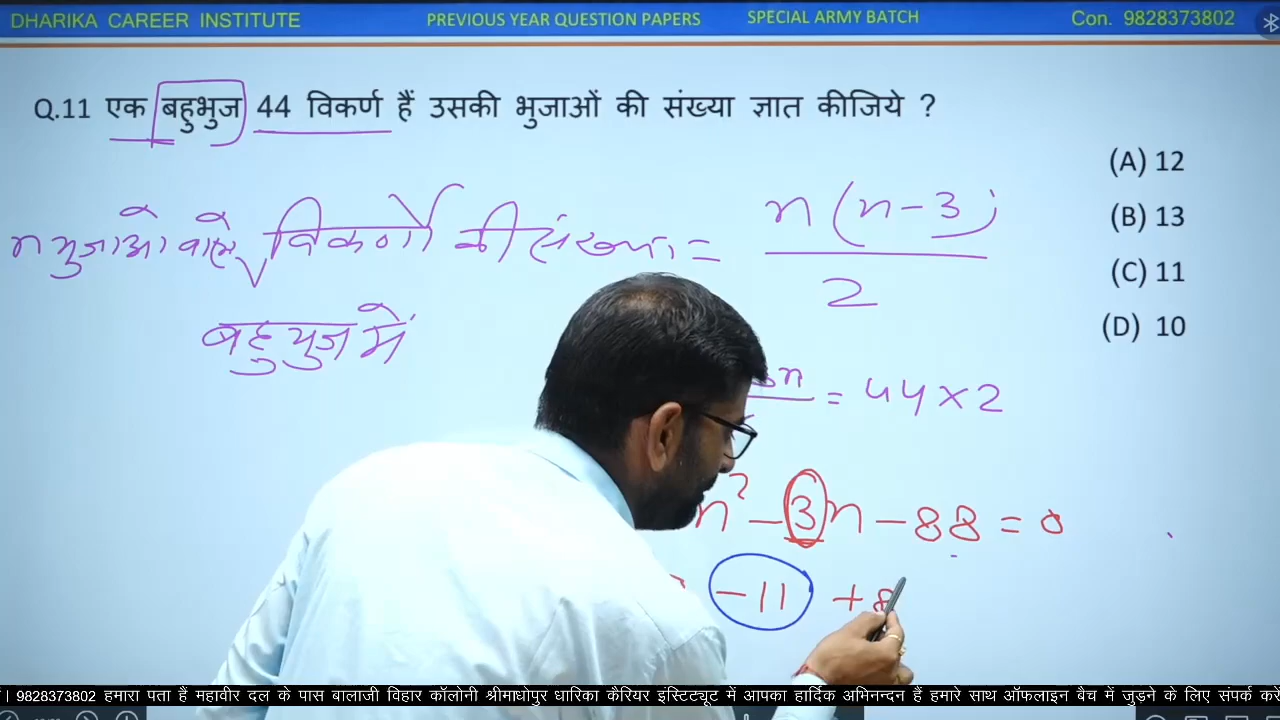 DHARIKA CAREER INSTITUTE PREVIOUS YEAR QUESTION PAPERS SPECIAL ARMY BATCH Con. 9828373802
Q.11 एक बहुभुज 44 विकर्ण हैं उसकी भुजाओं की संख्या ज्ञात कीजिये ?
(A) 12
(B) 13
(C) 11
(D) 10
n भुजाओ वाले विकर्णो की संख्या = n(n-3)
2
बहुभुज में
3n = 44×2
n² - 3n - 88 = 0
-11 +8
। 9828373802 हमारा पता हैं महावीर दल के पास बालाजी विहार कॉलोनी श्रीमाधोपुर धारिका कैरियर इंस्टिट्यूट में आपका हार्दिक अभिनन्दन हैं हमारे साथ ऑफलाइन बैच में जुड़ने के लिए संपर्क करे